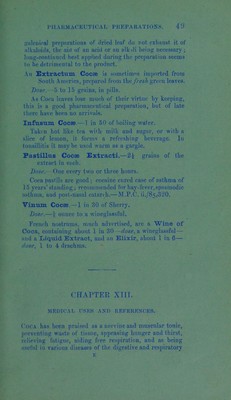 PHARMACEUTICAL PREPARATIONS. 49
galenical preparations of dried leaf do not exhaust it of
alkaloids, the aid of an acid or an alkali being necessary;
long-continued heat applied during the preparation seems
to be detrimental to the product.
An Extractum Cocæ is sometimes imported from
South America, prepared from the fresh green leaves.
Dose.—5 to 15 grains, in pills.
As Coca leaves lose much of their virtue by keeping,
this is a good pharmaceutical preparation, but of late
there have been no arrivals.
Infusum Cocæ.—1 in 50 of boiling water.
Taken hot like tea with milk and sugar, or with a
slice of lemon, it forms a refreshing beverage. In
tonsillitis it may be used warm as a gargle.
Pastillus Cocæ Extracti.—2½ grains of the
extract in each.
Dose.—One every two or three hours.
Coca pastils are good; remains cured case of asthma of
13 years' standing; recommended for hay fever, spasmodic
asthma, and post-nasal catarrh.—M.P.C.
Vinum Cocæ.—1 in 30 of Sherry.
Dose.—½ ounce to a wineglassful.
French nostrums, much advertised, are a Wine of
Coca, containing about 1 in 30—dose, a wineglassful—
and a Liquid Extract, and an Elixir, about 1 in 6—
dose, 1 to 4 drachms.
CHAPTER XIII.
MEDICAL USES AND REFERENCES.
Coca has been praised as a nervine and muscular tonic,
preventing waste of tissue, appeasing hunger and thirst,
relieving fatigue, aiding free respiration, and as being
useful in various diseases of the digestive and respiratory
E